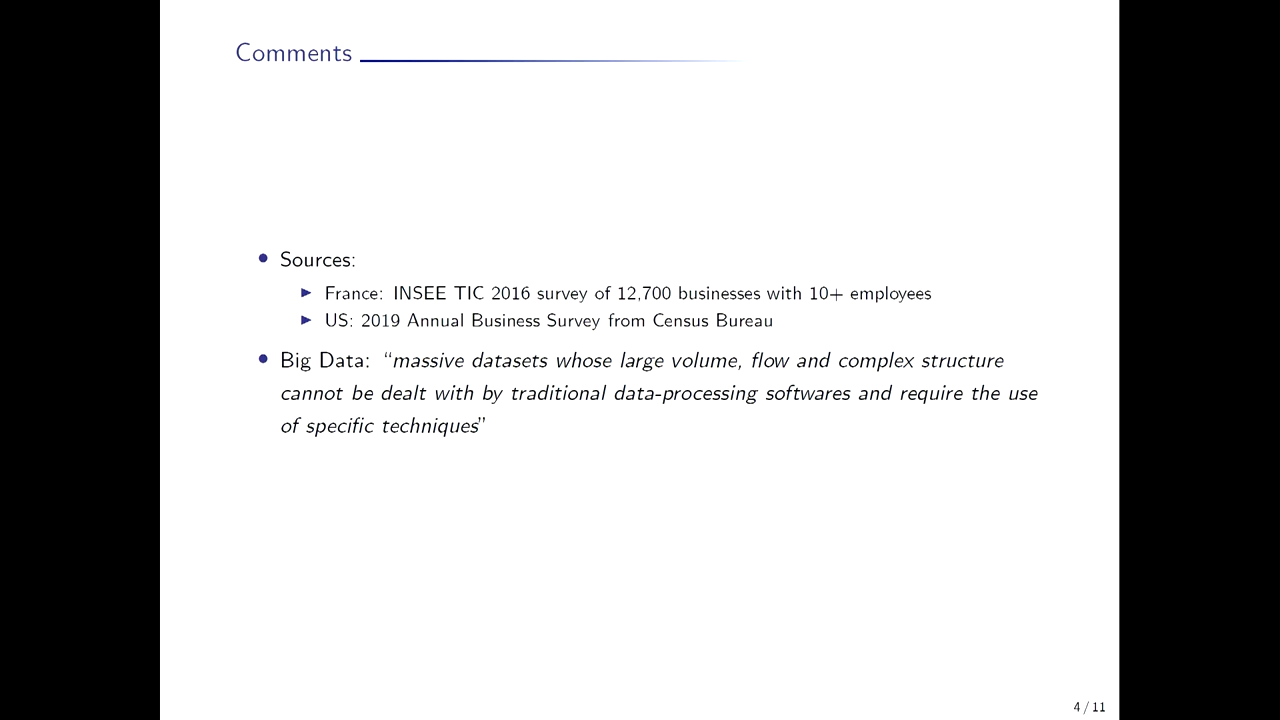 Comments
• Sources:
▶ France: INSEE TIC 2016 survey of 12,700 businesses with 10+ employees
▶ US: 2019 Annual Business Survey from Census Bureau
• Big Data: “massive datasets whose large volume, flow and complex structure
cannot be dealt with by traditional data-processing softwares and require the use
of specific techniques”
4 / 11